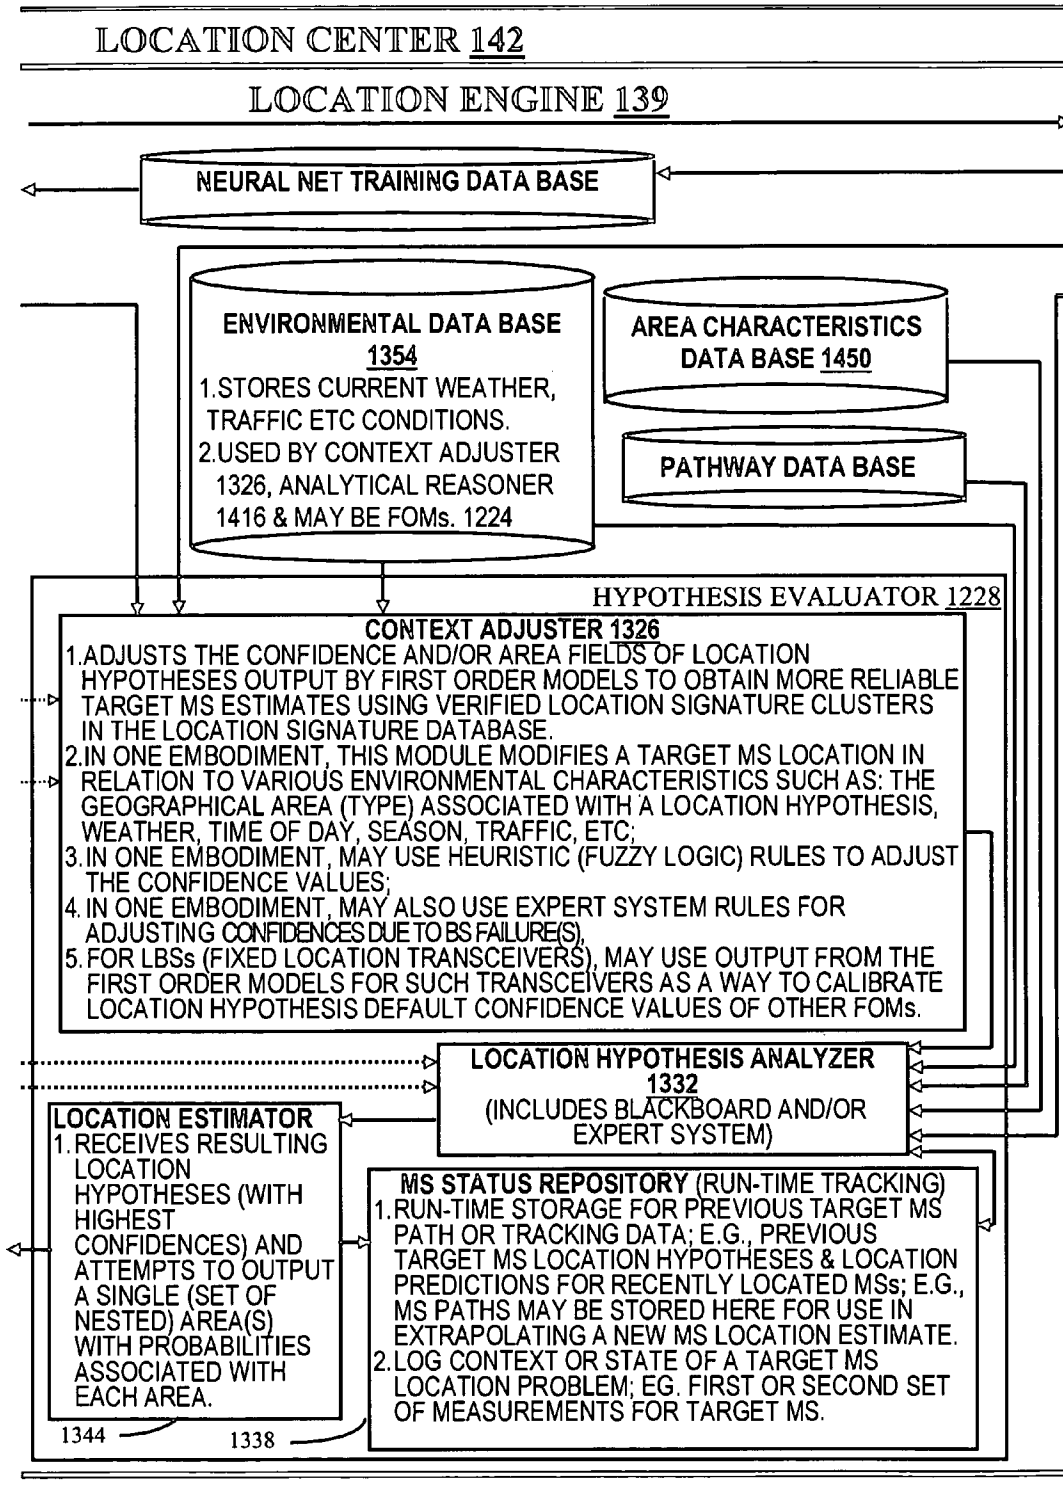 LOCATION CENTER 142
LOCATION ENGINE 139
NEURAL NET TRAINING DATA BASE
ENVIRONMENTAL DATA BASE
1354
1.STORES CURRENT WEATHER,
TRAFFIC ETC CONDITIONS.
2.USED BY CONTEXT ADJUSTER
1326, ANALYTICAL REASONER
1416 & MAY BE FOMs. 1224
AREA CHARACTERISTICS
DATA BASE 1450
PATHWAY DATA BASE
HYPOTHESIS EVALUATOR 1228
CONTEXT ADJUSTER 1326
1.ADJUSTS THE CONFIDENCE AND/OR AREA FIELDS OF LOCATION
HYPOTHESES OUTPUT BY FIRST ORDER MODELS TO OBTAIN MORE RELIABLE
TARGET MS ESTIMATES USING VERIFIED LOCATION SIGNATURE CLUSTERS
IN THE LOCATION SIGNATURE DATABASE.
2.IN ONE EMBODIMENT, THIS MODULE MODIFIES A TARGET MS LOCATION IN
RELATION TO VARIOUS ENVIRONMENTAL CHARACTERISTICS SUCH AS: THE
GEOGRAPHICAL AREA (TYPE) ASSOCIATED WITH A LOCATION HYPOTHESIS,
WEATHER, TIME OF DAY, SEASON, TRAFFIC, ETC;
3. IN ONE EMBODIMENT, MAY USE HEURISTIC (FUZZY LOGIC) RULES TO ADJUST
THE CONFIDENCE VALUES;
4. IN ONE EMBODIMENT, MAY ALSO USE EXPERT SYSTEM RULES FOR
ADJUSTING CONFIDENCES DUE TO BS FAILURE(S),
5. FOR LBSs (FIXED LOCATION TRANSCEIVERS), MAY USE OUTPUT FROM THE
FIRST ORDER MODELS FOR SUCH TRANSCEIVERS AS A WAY TO CALIBRATE
LOCATION HYPOTHESIS DEFAULT CONFIDENCE VALUES OF OTHER FOMs.
LOCATION HYPOTHESIS ANALYZER
1332
(INCLUDES BLACKBOARD AND/OR
EXPERT SYSTEM)
LOCATION ESTIMATOR
1. RECEIVES RESULTING
LOCATION
HYPOTHESES (WITH
HIGHEST
CONFIDENCES) AND
ATTEMPTS TO OUTPUT
A SINGLE (SET OF
NESTED) AREA(S)
WITH PROBABILITIES
ASSOCIATED WITH
EACH AREA.
1344
MS STATUS REPOSITORY (RUN-TIME TRACKING)
1. RUN-TIME STORAGE FOR PREVIOUS TARGET MS
PATH OR TRACKING DATA; E.G., PREVIOUS
TARGET MS LOCATION HYPOTHESES & LOCATION
PREDICTIONS FOR RECENTLY LOCATED MSs; E.G.,
MS PATHS MAY BE STORED HERE FOR USE IN
EXTRAPOLATING A NEW MS LOCATION ESTIMATE.
2. LOG CONTEXT OR STATE OF A TARGET MS
LOCATION PROBLEM; EG. FIRST OR SECOND SET
OF MEASUREMENTS FOR TARGET MS.
1338